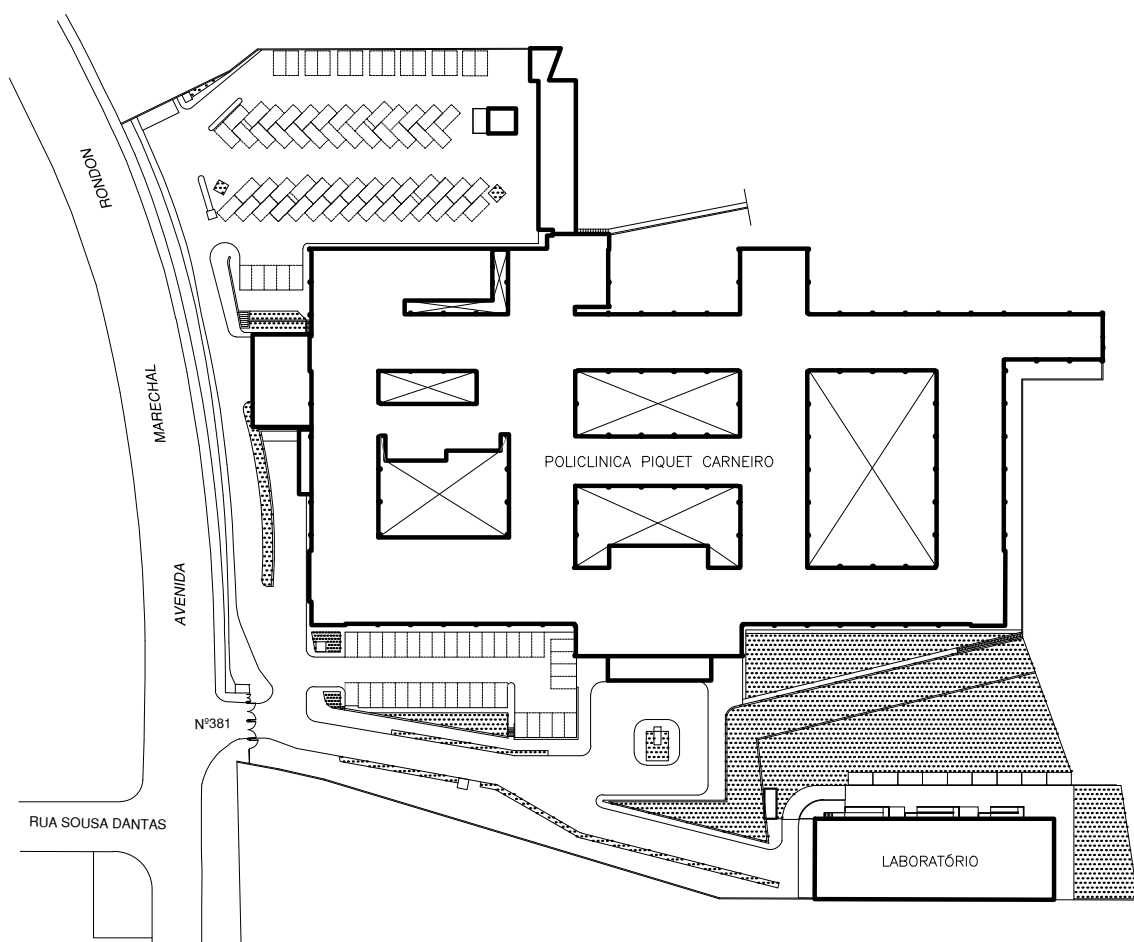 RONDON
MARECHAL
POLICLINICA PIQUET CARNEIRO
AVENIDA
Nº381
RUA SOUSA DANTAS
LABORATÓRIO